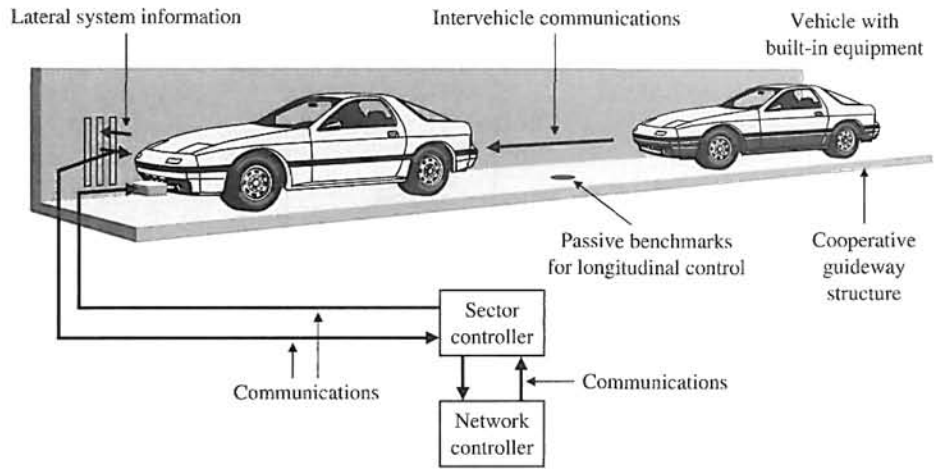 Lateral system information
Intervehicle communications
Vehicle with
built-in equipment
Passive benchmarks
for longitudinal control
Cooperative
guideway
structure
Sector
controller
Communications
Communications
Network
controller